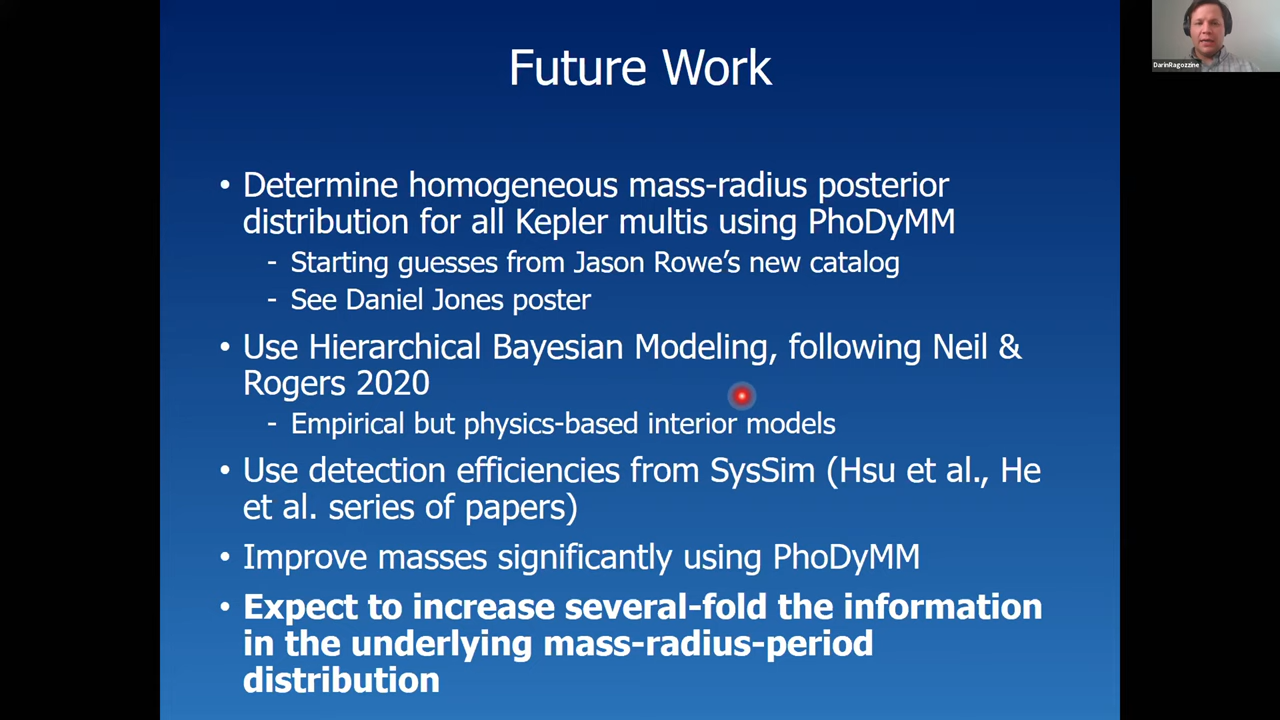 Future Work
• Determine homogeneous mass-radius posterior
distribution for all Kepler multis using PhoDyMM
- Starting guesses from Jason Rowe’s new catalog
- See Daniel Jones poster
• Use Hierarchical Bayesian Modeling, following Neil &
Rogers 2020
- Empirical but physics-based interior models
• Use detection efficiencies from SysSim (Hsu et al., He
et al. series of papers)
• Improve masses significantly using PhoDyMM
• Expect to increase several-fold the information
in the underlying mass-radius-period
distribution
DarinRagozzine